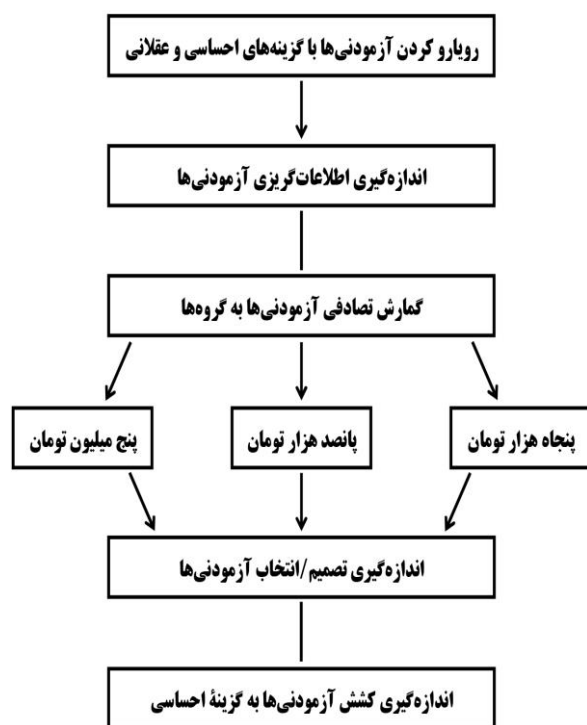 رویارو کردن آزمودنی‌ها با گزینه‌های احساسی و عقلانی
اندازه‌گیری اطلاعات‌گریزی آزمودنی‌ها
گمارش تصادفی آزمودنی‌ها به گروه‌ها
پنجاه هزار تومان
پانصد هزار تومان
پنج میلیون تومان
اندازه‌گیری تصمیم/انتخاب آزمودنی‌ها
اندازه‌گیری کشش آزمودنی‌ها به گزینهٔ احساسی